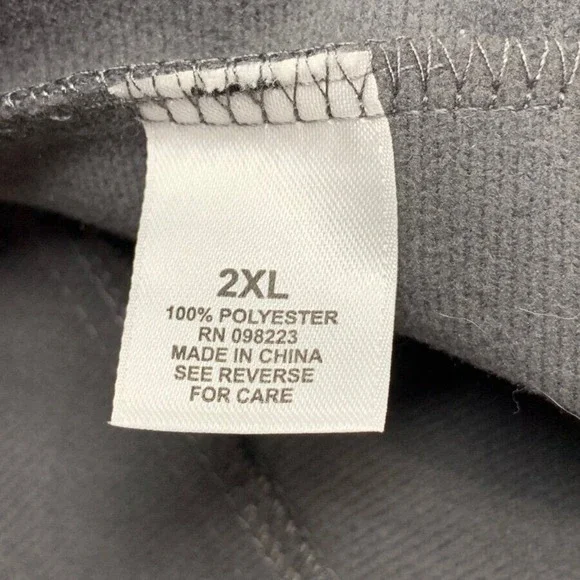 2XL
100% POLYESTER
RN 098223
MADE IN CHINA
SEE REVERSE
FOR CARE